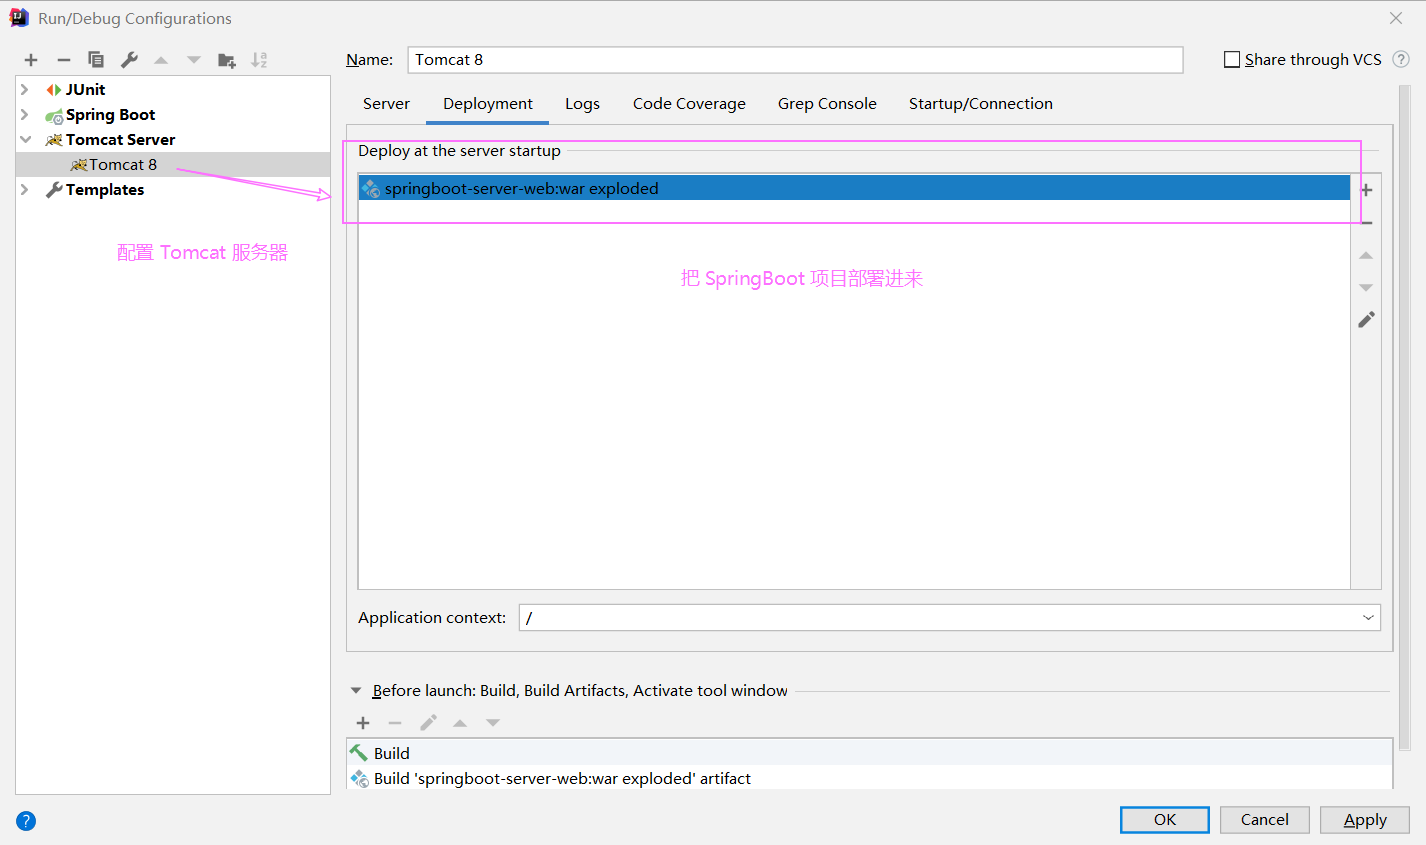 Run/Debug Configurations
Name: Tomcat 8
Share through VCS
JUnit
Spring Boot
Tomcat Server
Tomcat 8
Templates
配置 Tomcat 服务器
Server Deployment Logs Code Coverage Grep Console Startup/Connection
Deploy at the server startup
springboot-server-web:war exploded
把 SpringBoot 项目部署进来
Application context: /
Before launch: Build, Build Artifacts, Activate tool window
Build
Build 'springboot-server-web:war exploded' artifact
OK Cancel Apply